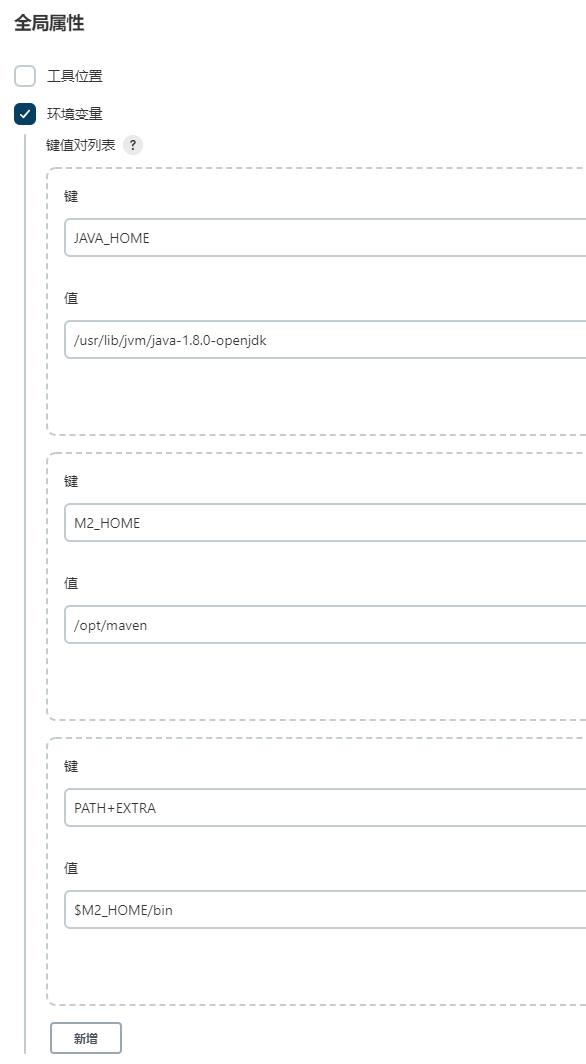 全局属性
工具位置
环境变量
键值对列表 ?
键
JAVA_HOME
值
/usr/lib/jvm/java-1.8.0-openjdk
键
M2_HOME
值
/opt/maven
键
PATH+EXTRA
值
$M2_HOME/bin
新增